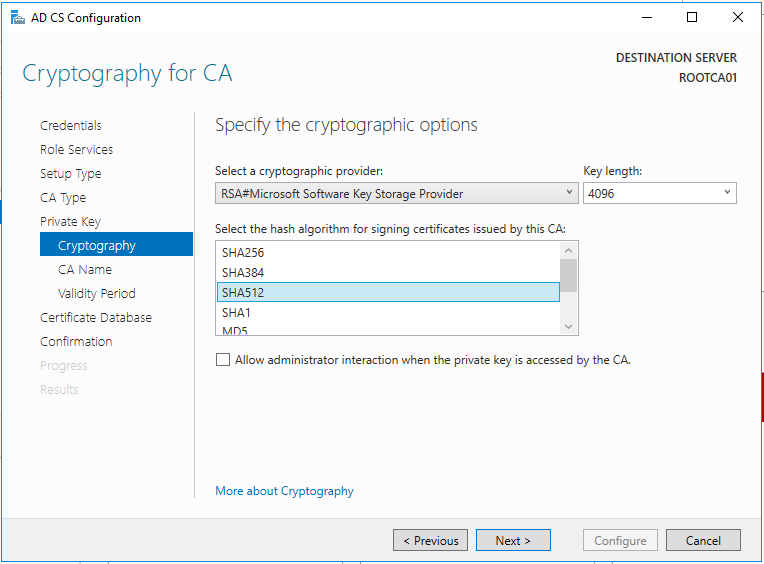 AD CS Configuration
Cryptography for CA
DESTINATION SERVER
ROOTCA01
Credentials
Role Services
Setup Type
CA Type
Private Key
Cryptography
CA Name
Validity Period
Certificate Database
Confirmation
Progress
Results
Specify the cryptographic options
Select a cryptographic provider:
Key length:
RSA#Microsoft Software Key Storage Provider
4096
Select the hash algorithm for signing certificates issued by this CA:
SHA256
SHA384
SHA512
SHA1
MD5
Allow administrator interaction when the private key is accessed by the CA.
More about Cryptography
< Previous
Next >
Configure
Cancel